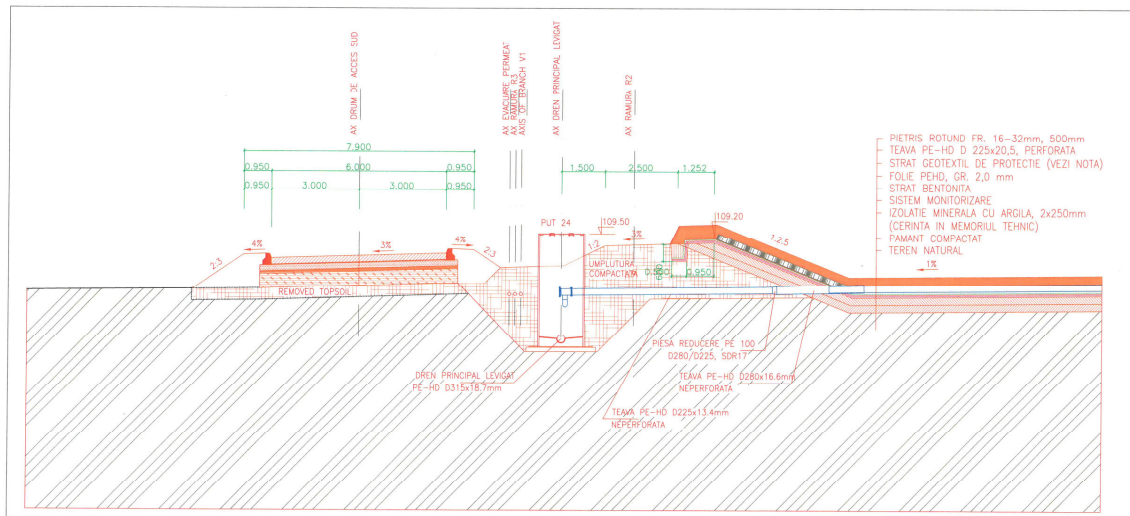 AX DRUM DE ACCES SUD
AX EVACUARE PERMEAT
AX RAMURA R3
AXIS OF BRANCH V1
AX DREN PRINCIPAL LEVIGAT
AX RAMURA R2
7.900
0.950
6.000
0.950
0.950
3.000
3.000
0.950
1.500
2.500
1.252
PIETRIS ROTUND FR. 16-32mm, 500mm
TEAVA PE-HD D 225x20,5, PERFORATA
STRAT GEOTEXTIL DE PROTECTIE (VEZI NOTA)
FOLIE PEHD, GR. 2,0 mm
STRAT BENTONITA
SISTEM MONITORIZARE
IZOLATIE MINERALA CU ARGILA, 2x250mm
(CERINTA IN MEMORIUL TEHNIC)
PAMANT COMPACTAT
TEREN NATURAL
PUT 24
109.50
109.20
4%
3%
4%
2:3
2:3
1:2
3%
1:2.5
1%
UMPLUTURA
COMPACTATA
0.950
REMOVED TOPSOIL
PIESA REDUCERE PE 100
D280/D225, SDR17
DREN PRINCIPAL LEVIGAT
PE-HD D315x18.7mm
TEAVA PE-HD D280x16.6mm
NEPERFORATA
TEAVA PE-HD D225x13.4mm
NEPERFORATA